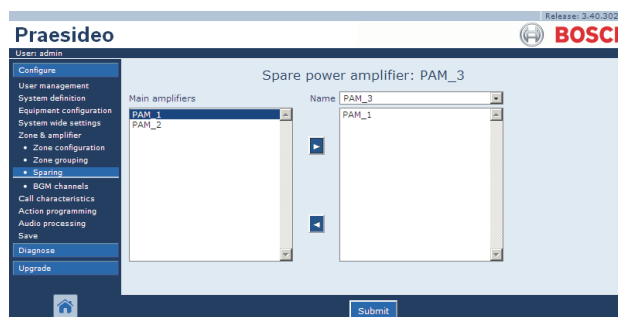 Release: 3.40.302
Praesideo
BOSCH
User: admin
Configure
User management
System definition
Equipment configuration
System wide settings
Zone & amplifier
• Zone configuration
• Zone grouping
• Sparing
• BGM channels
Call characteristics
Action programming
Audio processing
Save
Diagnose
Upgrade
Spare power amplifier: PAM_3
Main amplifiers
PAM_1
PAM_2
Name PAM_3
PAM_1
Submit